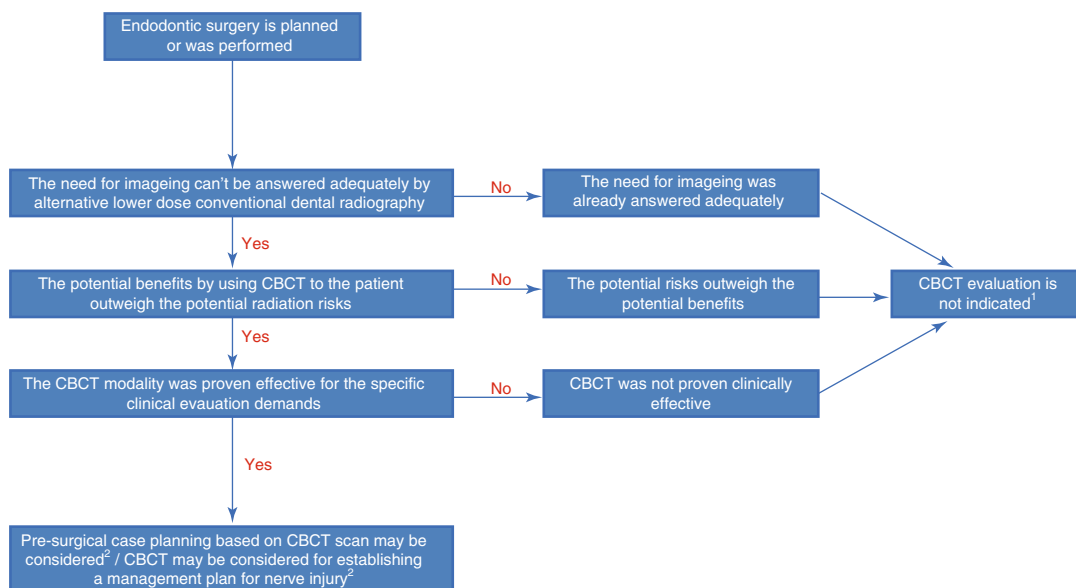 Endodontic surgery is planned
or was performed
The need for imageing can't be answered adequately by
alternative lower dose conventional dental radiography
No
The need for imageing was
already answered adequately
Yes
The potential benefits by using CBCT to the patient
outweigh the potential radiation risks
No
The potential risks outweigh the
potential benefits
CBCT evaluation is
not indicated1
Yes
The CBCT modality was proven effective for the specific
clinical evauation demands
No
CBCT was not proven clinically
effective
Yes
Pre-surgical case planning based on CBCT scan may be
considered2 / CBCT may be considered for establishing
a management plan for nerve injury2